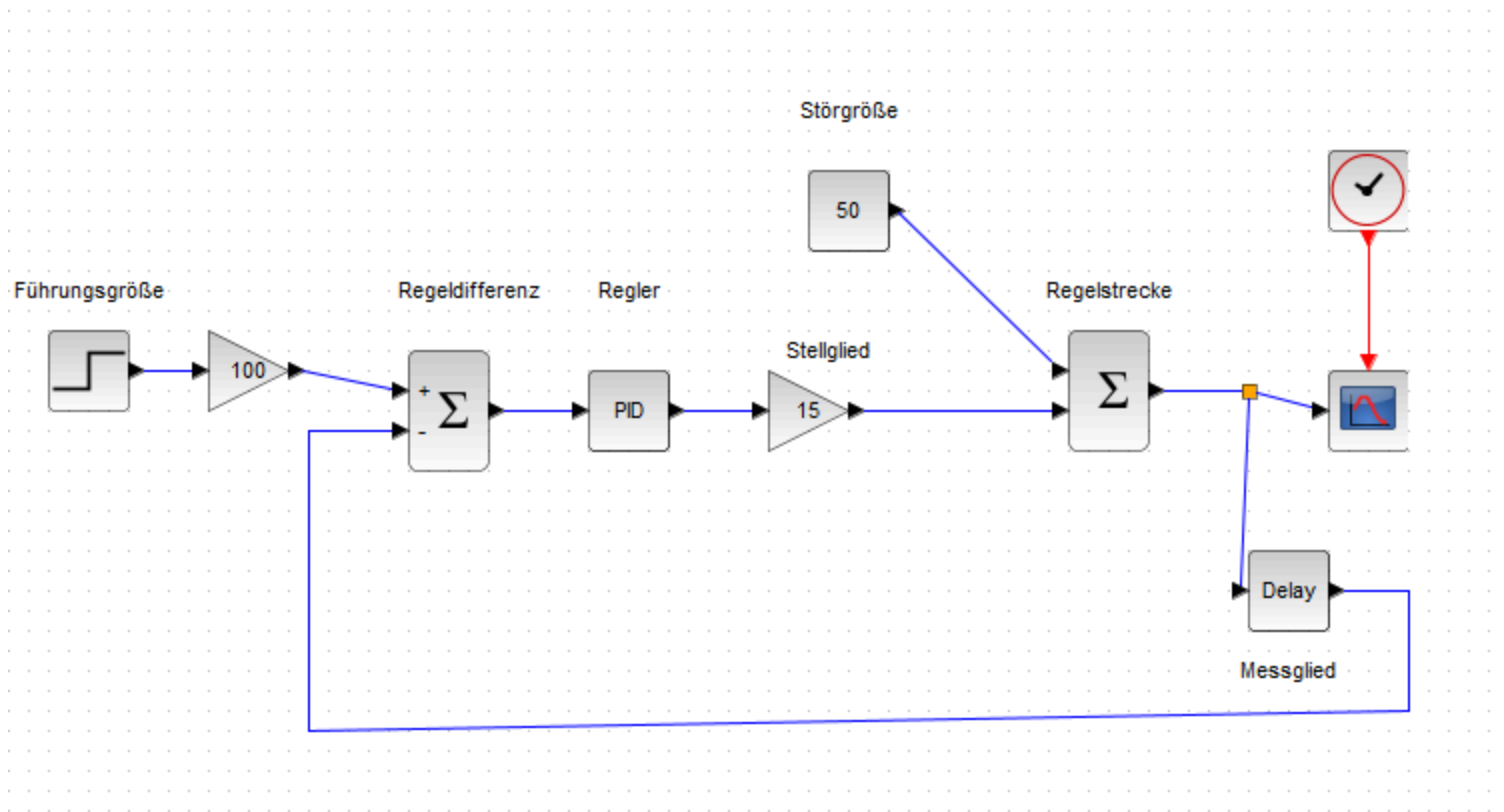 Störgröße
50
Führungsgröße
Regeldifferenz
Regler
Regelstrecke
Stellglied
100
+
Σ
-
PID
15
Σ
Delay
Messglied